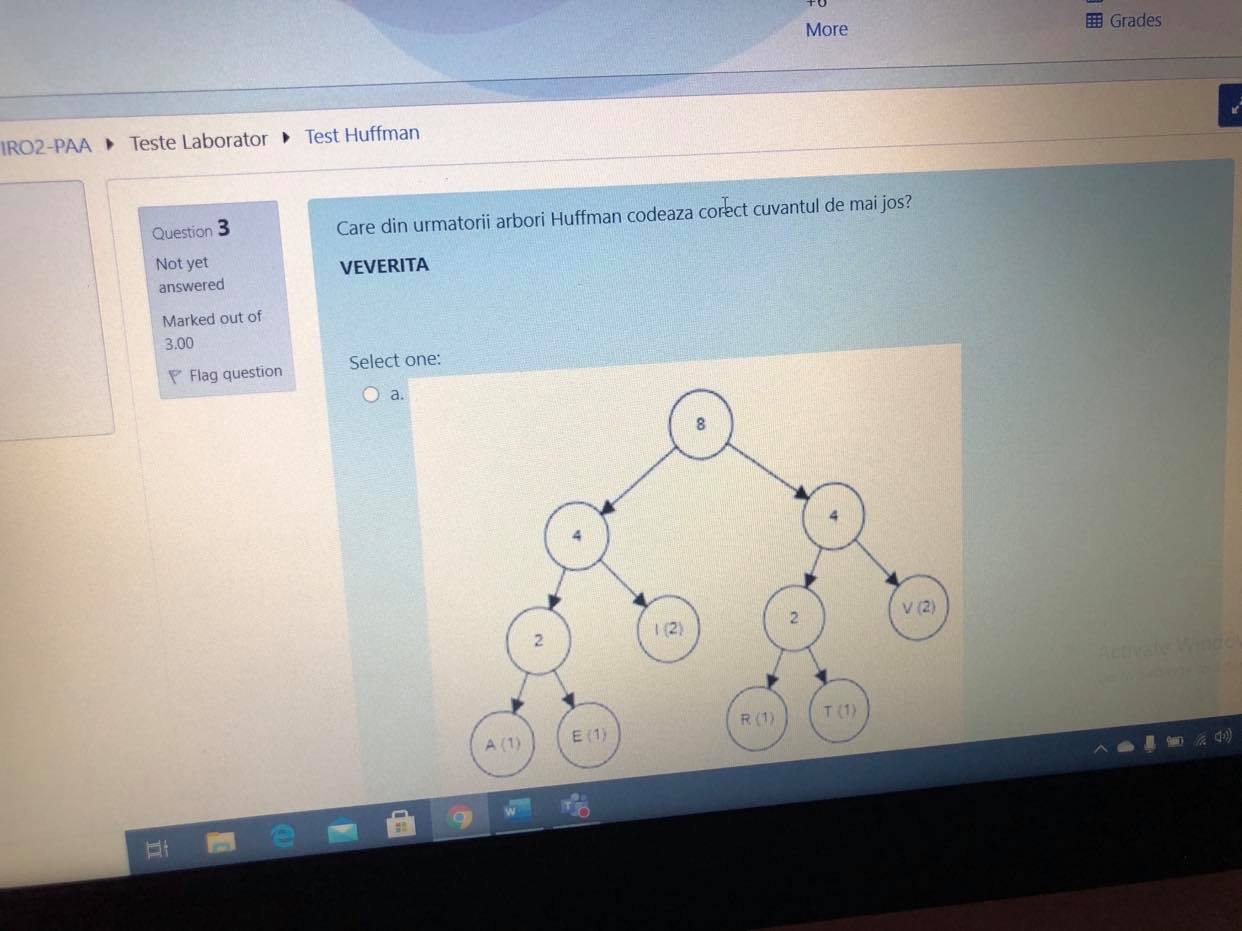 More
Grades
IRO2-PAA
Teste Laborator
Test Huffman
Question 3
Not yet
answered
Marked out of
3.00
Flag question
Care din urmatorii arbori Huffman codeaza corect cuvantul de mai jos?
VEVERITA
Select one:
a.
8
4
4
2
I (2)
2
V (2)
A (1)
E (1)
R (1)
T (1)